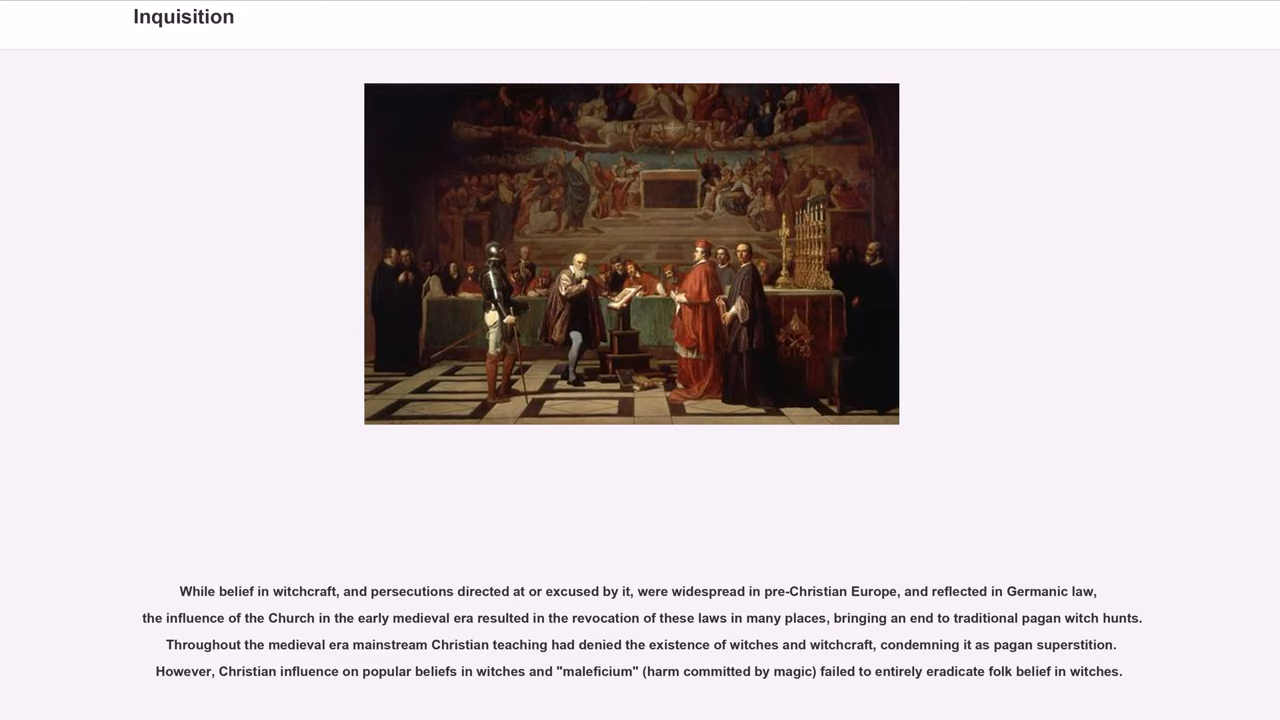 Inquisition
While belief in witchcraft, and persecutions directed at or excused by it, were widespread in pre-Christian Europe, and reflected in Germanic law,
the influence of the Church in the early medieval era resulted in the revocation of these laws in many places, bringing an end to traditional pagan witch hunts.
Throughout the medieval era mainstream Christian teaching had denied the existence of witches and witchcraft, condemning it as pagan superstition.
However, Christian influence on popular beliefs in witches and "maleficium" (harm committed by magic) failed to entirely eradicate folk belief in witches.